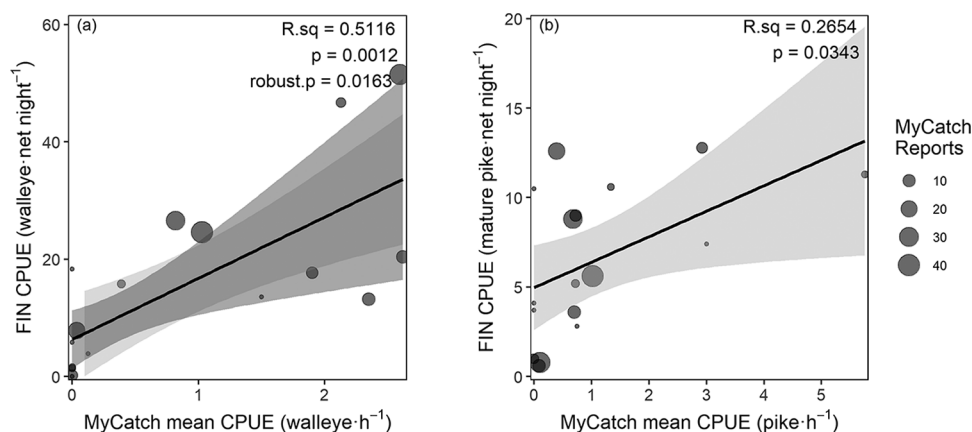 (a)
R.sq = 0.5116
p = 0.0012
robust.p = 0.0163
60
40
20
0
FIN CPUE (walleye·net night⁻¹)
0 1 2
MyCatch mean CPUE (walleye·h⁻¹)
(b)
R.sq = 0.2654
p = 0.0343
20
15
10
5
0
FIN CPUE (mature pike·net night⁻¹)
0 1 2 3 4 5
MyCatch mean CPUE (pike·h⁻¹)
MyCatch
Reports
10
20
30
40